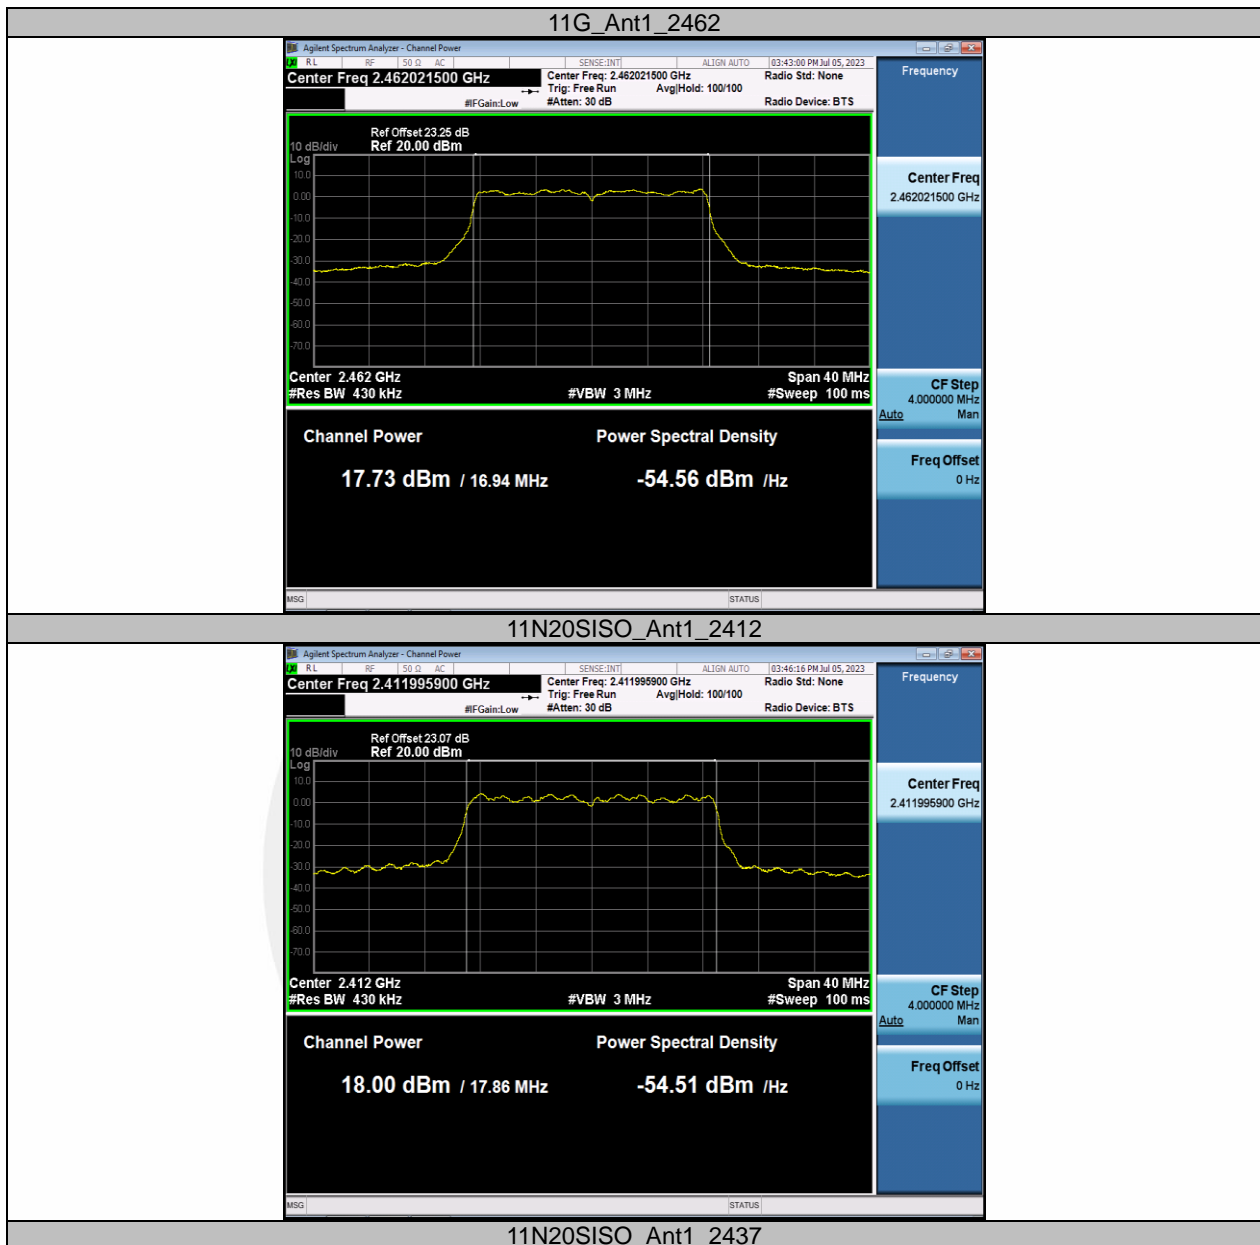 11G_Ant1_2462
Agilent Spectrum Analyzer - Channel Power
LXI RL RF 50 Ω AC SENSE:INT ALIGN AUTO 03:43:00 PM Jul 05, 2023
Center Freq 2.462021500 GHz Center Freq: 2.462021500 GHz Radio Std: None Frequency
Trig: Free Run Avg|Hold: 100/100
#IFGain:Low #Atten: 30 dB Radio Device: BTS
Ref Offset 23.25 dB
10 dB/div Ref 20.00 dBm
Log
10.0
0.00
-10.0
-20.0
-30.0
-40.0
-50.0
-60.0
-70.0
Center Freq
2.462021500 GHz
Center 2.462 GHz Span 40 MHz
#Res BW 430 kHz #VBW 3 MHz #Sweep 100 ms
CF Step
4.000000 MHz
Auto Man
Channel Power Power Spectral Density
17.73 dBm / 16.94 MHz -54.56 dBm /Hz
Freq Offset
0 Hz
MSG STATUS
11N20SISO_Ant1_2412
Agilent Spectrum Analyzer - Channel Power
LXI RL RF 50 Ω AC SENSE:INT ALIGN AUTO 03:46:16 PM Jul 05, 2023
Center Freq 2.411995900 GHz Center Freq: 2.411995900 GHz Radio Std: None Frequency
Trig: Free Run Avg|Hold: 100/100
#IFGain:Low #Atten: 30 dB Radio Device: BTS
Ref Offset 23.07 dB
10 dB/div Ref 20.00 dBm
Log
10.0
0.00
-10.0
-20.0
-30.0
-40.0
-50.0
-60.0
-70.0
Center Freq
2.411995900 GHz
Center 2.412 GHz Span 40 MHz
#Res BW 430 kHz #VBW 3 MHz #Sweep 100 ms
CF Step
4.000000 MHz
Auto Man
Channel Power Power Spectral Density
18.00 dBm / 17.86 MHz -54.51 dBm /Hz
Freq Offset
0 Hz
MSG STATUS
11N20SISO_Ant1_2437